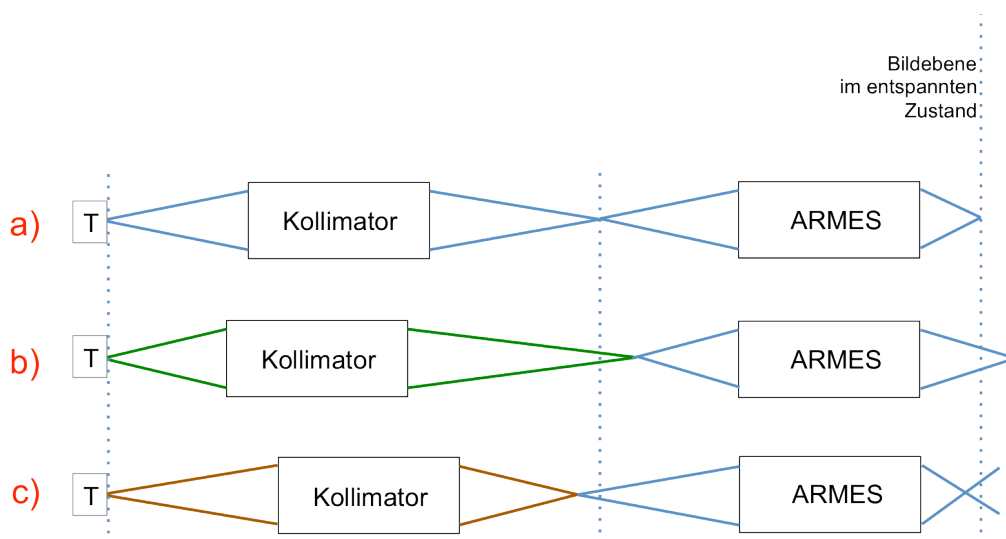 Bildebene
im entspannten
Zustand
a) T Kollimator ARMES
b) T Kollimator ARMES
c) T Kollimator ARMES